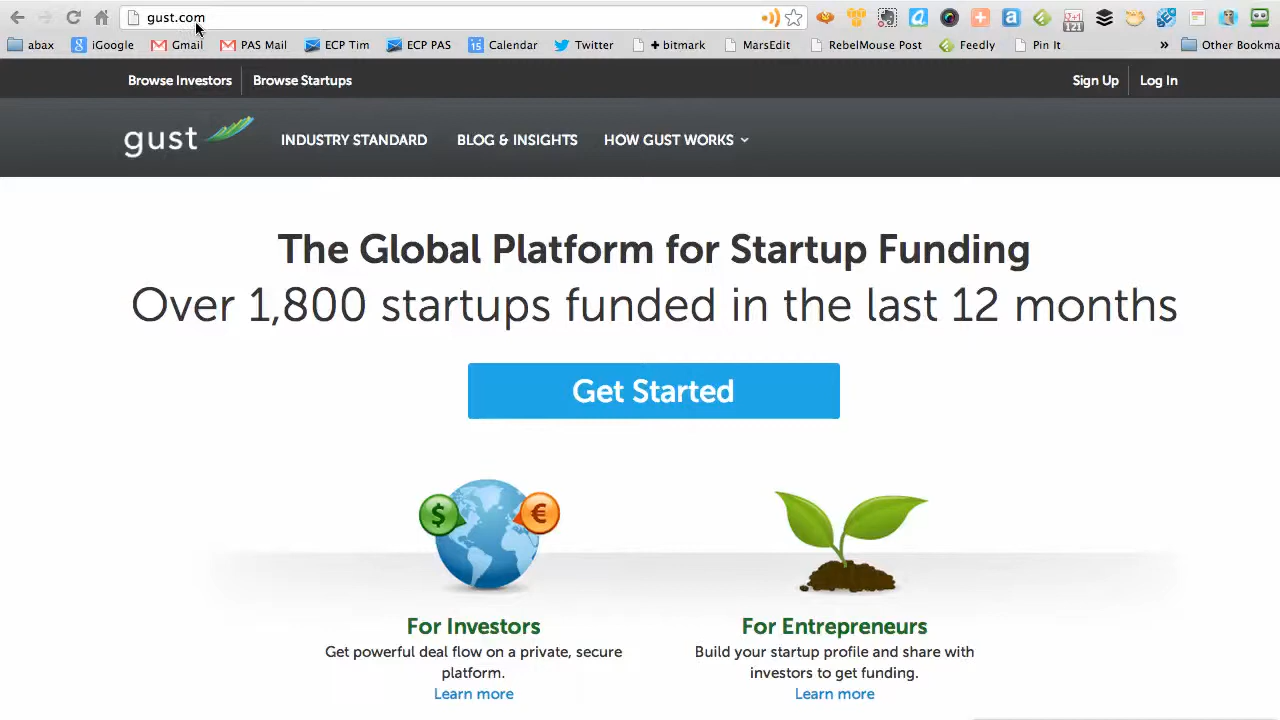 gust.com
abax iGoogle Gmail PAS Mail ECP Tim ECP PAS 15 Calendar Twitter + bitmark MarsEdit RebelMouse Post Feedly Pin It » Other Bookma
Browse Investors Browse Startups Sign Up Log In
gust INDUSTRY STANDARD BLOG & INSIGHTS HOW GUST WORKS
The Global Platform for Startup Funding
Over 1,800 startups funded in the last 12 months
Get Started
$ €
For Investors
Get powerful deal flow on a private, secure
platform.
Learn more
For Entrepreneurs
Build your startup profile and share with
investors to get funding.
Learn more